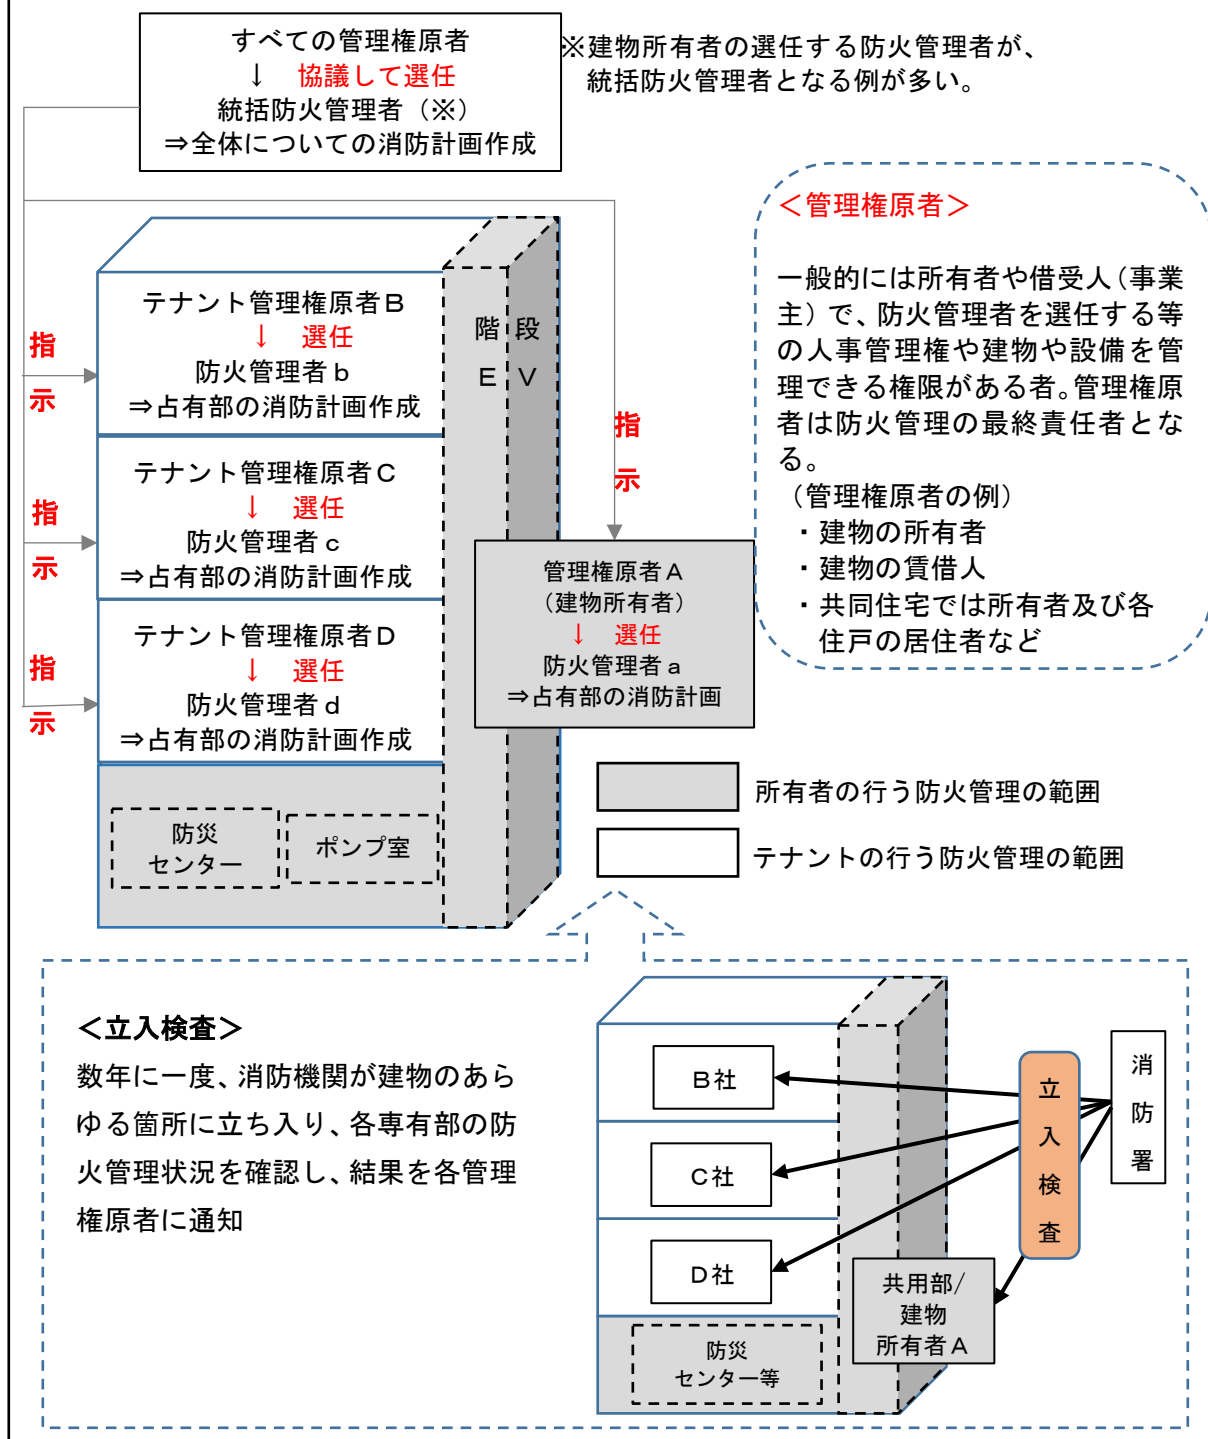 すべての管理権原者
↓　協議して選任
統括防火管理者（※）
⇒全体についての消防計画作成
※建物所有者の選任する防火管理者が、
統括防火管理者となる例が多い。
＜管理権原者＞
一般的には所有者や借受人（事業
主）で、防火管理者を選任する等
の人事管理権や建物や設備を管
理できる権限がある者。管理権原
者は防火管理の最終責任者とな
る。
（管理権原者の例）
・建物の所有者
・建物の賃借人
・共同住宅では所有者及び各
住戸の居住者など
指示
テナント管理権原者Ｂ
↓　選任
防火管理者ｂ
⇒占有部の消防計画作成
指示
テナント管理権原者Ｃ
↓　選任
防火管理者ｃ
⇒占有部の消防計画作成
指示
テナント管理権原者Ｄ
↓　選任
防火管理者ｄ
⇒占有部の消防計画作成
階段
ＥＶ
指示
管理権原者Ａ
（建物所有者）
↓　選任
防火管理者ａ
⇒占有部の消防計画
防災
センター
ポンプ室
所有者の行う防火管理の範囲
テナントの行う防火管理の範囲
＜立入検査＞
数年に一度、消防機関が建物のあら
ゆる箇所に立ち入り、各専有部の防
火管理状況を確認し、結果を各管理
権原者に通知
Ｂ社
Ｃ社
Ｄ社
防災
センター等
共用部/
建物
所有者Ａ
立入検査
消防署